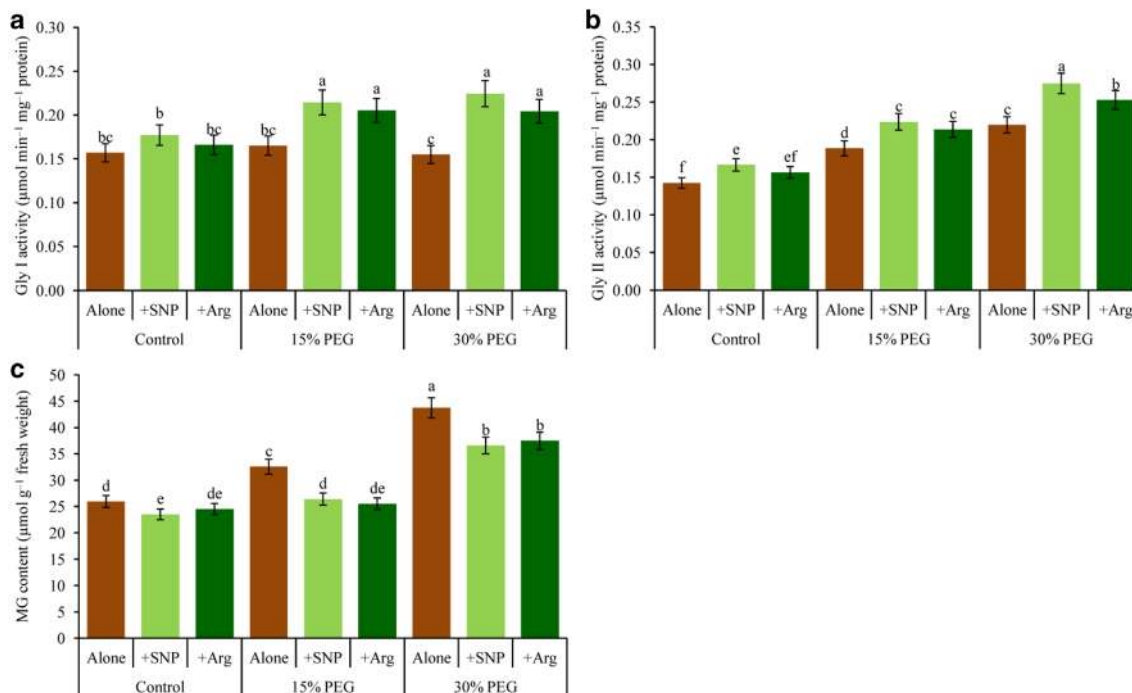 a
Gly I activity (µmol min⁻¹ mg⁻¹ protein)
0.30
0.25
0.20
0.15
0.10
0.05
0.00
bc b bc bc a a c a a
Alone +SNP +Arg Alone +SNP +Arg Alone +SNP +Arg
Control 15% PEG 30% PEG
b
Gly II activity (µmol min⁻¹ mg⁻¹ protein)
0.35
0.30
0.25
0.20
0.15
0.10
0.05
0.00
f e ef d c c c a b
Alone +SNP +Arg Alone +SNP +Arg Alone +SNP +Arg
Control 15% PEG 30% PEG
c
MG content (µmol g⁻¹ fresh weight)
50
45
40
35
30
25
20
15
10
5
0
d e de c d de a b b
Alone +SNP +Arg Alone +SNP +Arg Alone +SNP +Arg
Control 15% PEG 30% PEG